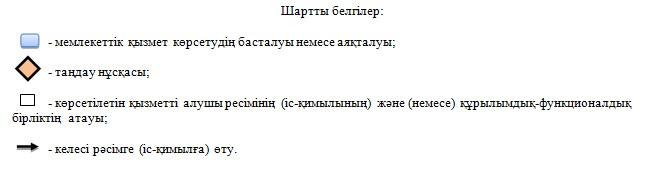 Шартты белгілер:
- мемлекеттік қызмет көрсетудің басталуы немесе аяқталуы;
- таңдау нұсқасы;
- көрсетілетін қызметті алушы ресімінің (іс-қимылының) және (немесе) құрылымдық-функционалдық
бірліктің атауы;
- келесі рәсімге (іс-қимылға) өту.